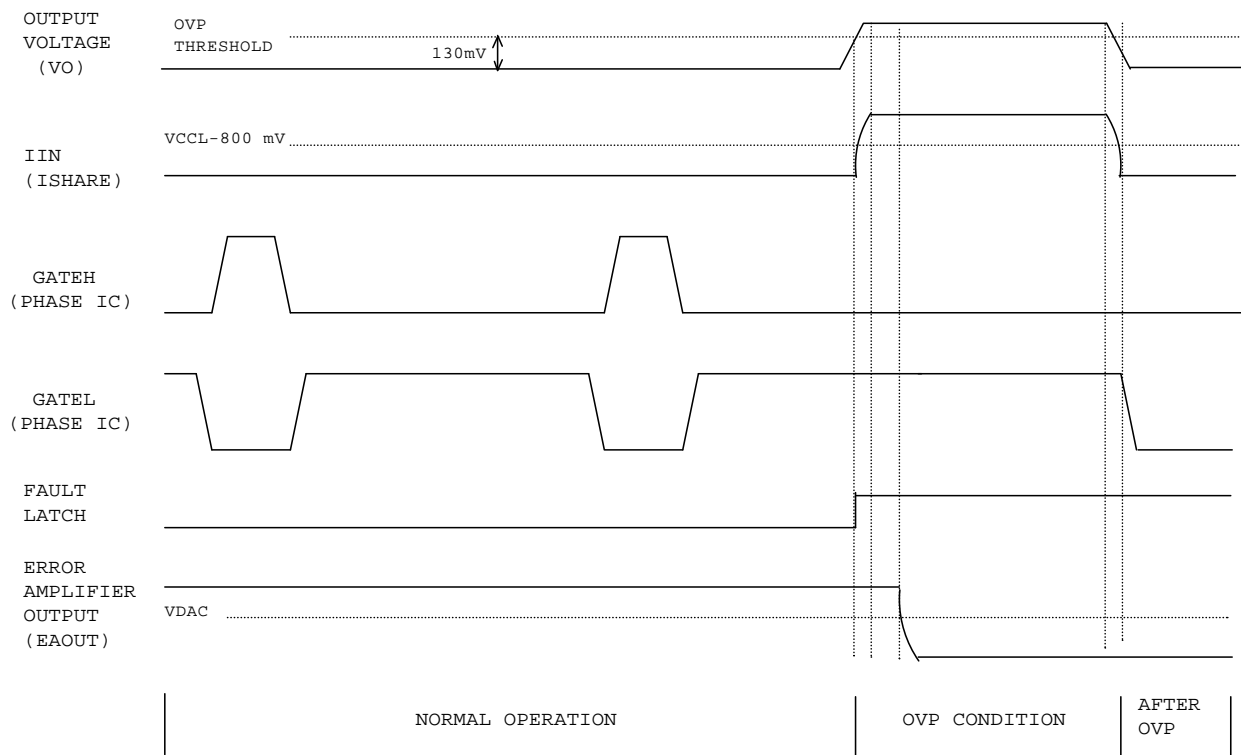 OUTPUT
VOLTAGE
(VO)
OVP
THRESHOLD
130mV
VCCL-800 mV
IIN
(ISHARE)
GATEH
(PHASE IC)
GATEL
(PHASE IC)
FAULT
LATCH
ERROR
AMPLIFIER
OUTPUT
(EAOUT)
VDAC
NORMAL OPERATION
OVP CONDITION
AFTER
OVP